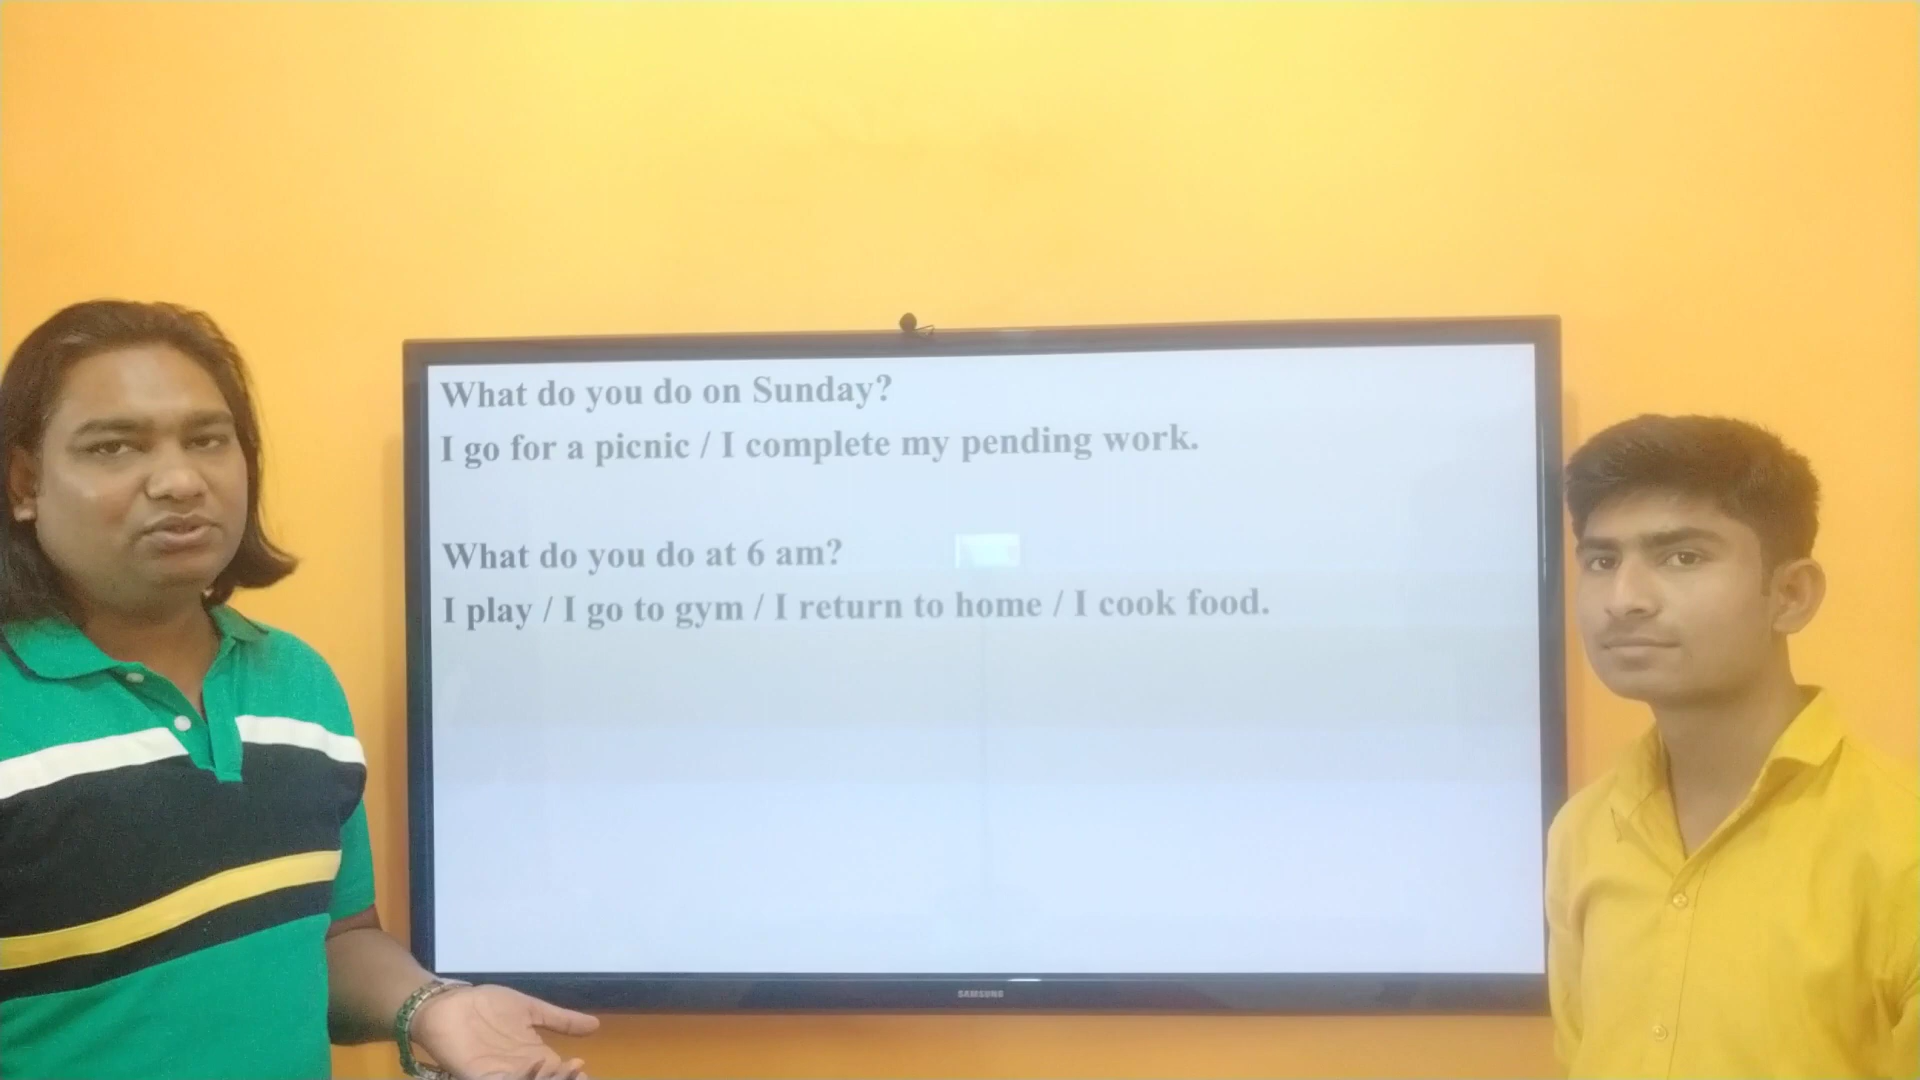 What do you do on Sunday?
I go for a picnic / I complete my pending work.
What do you do at 6 am?
I play / I go to gym / I return to home / I cook food.
SAMSUNG